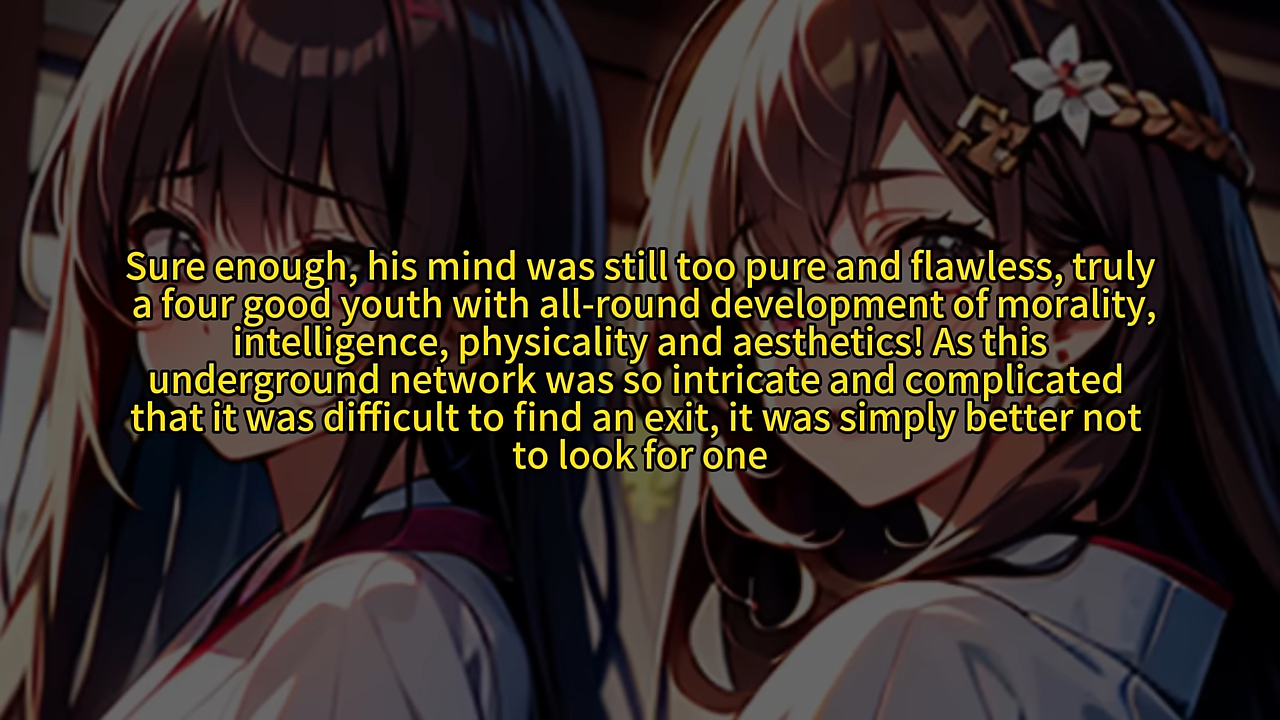 Sure enough, his mind was still too pure and flawless, truly
a four good youth with all-round development of morality,
intelligence, physicality and aesthetics! As this
underground network was so intricate and complicated
that it was difficult to find an exit, it was simply better not
to look for one